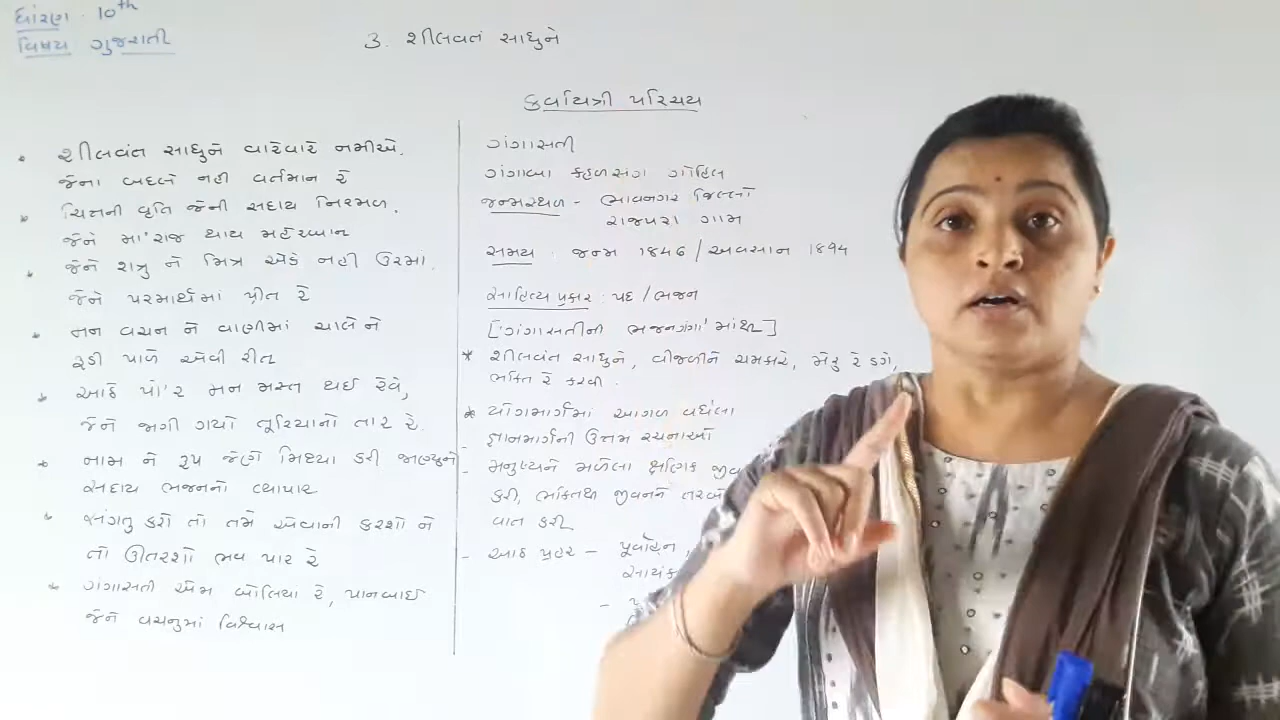 ધોરણ : 10th
વિષય : ગુજરાતી
3. શીલવંત સાધુને
કવયિત્રી પરિચય
• શીલવંત સાધુને વારેવારે નમીએ.
જેના બદલે નહી વર્તમાન રે
ચિત્તની વૃતિ જેની સદાય નિરમળ,
જેને મા'રાજ થાય મહેરબાન
જેને શત્રુ ને મિત્ર એકે નહી ઉરમાં.
જેને પરમાર્થમાં પ્રીત રે
મન વચન ને વાણીમાં ચાલે ને
રૂડી પાળે એવી રીત
આઠે પો'ર મન મસ્ત થઈ રેવે,
જેને જાગી ગયો તૂરિયાનો તાર રે.
નામ ને રૂપ જેણે મિથ્યા કરી જાણ્યુને
સદાય ભજનનો વ્યાપાર
સંગતુ કરો તો તમે એવાની કરશો ને
તો ઊતરશો ભવ પાર રે
ગંગાસતી એમ બોલિયા રે, પાનબાઈ
જેને વચનુમાં વિશ્વાસ
ગંગાસતી
ગંગાબા કહળસંગ ગોહિલ
જન્મસ્થળ - ભાવનગર જિલ્લો
રાજપરા ગામ
સમય : જન્મ 1846 / અવસાન 1894
સાહિત્ય પ્રકાર : પદ / ભજન
['ગંગાસતીની ભજનગંગા' માંથી]
* શીલવંત સાધુને, વીજળીને ચમકારે, મેરુ રે ડગે,
ભક્તિ રે કરવી.
* યોગમાર્ગમાં આગળ વધેલા
- જ્ઞાનમાર્ગની ઉત્તમ રચનાઓ
- મનુષ્યને મળેલા ક્ષણિક
કરી, ભક્તિથી જીવનને તરવો
વાત કરી
- આઠ પ્રહર - પૂર્વાહન,